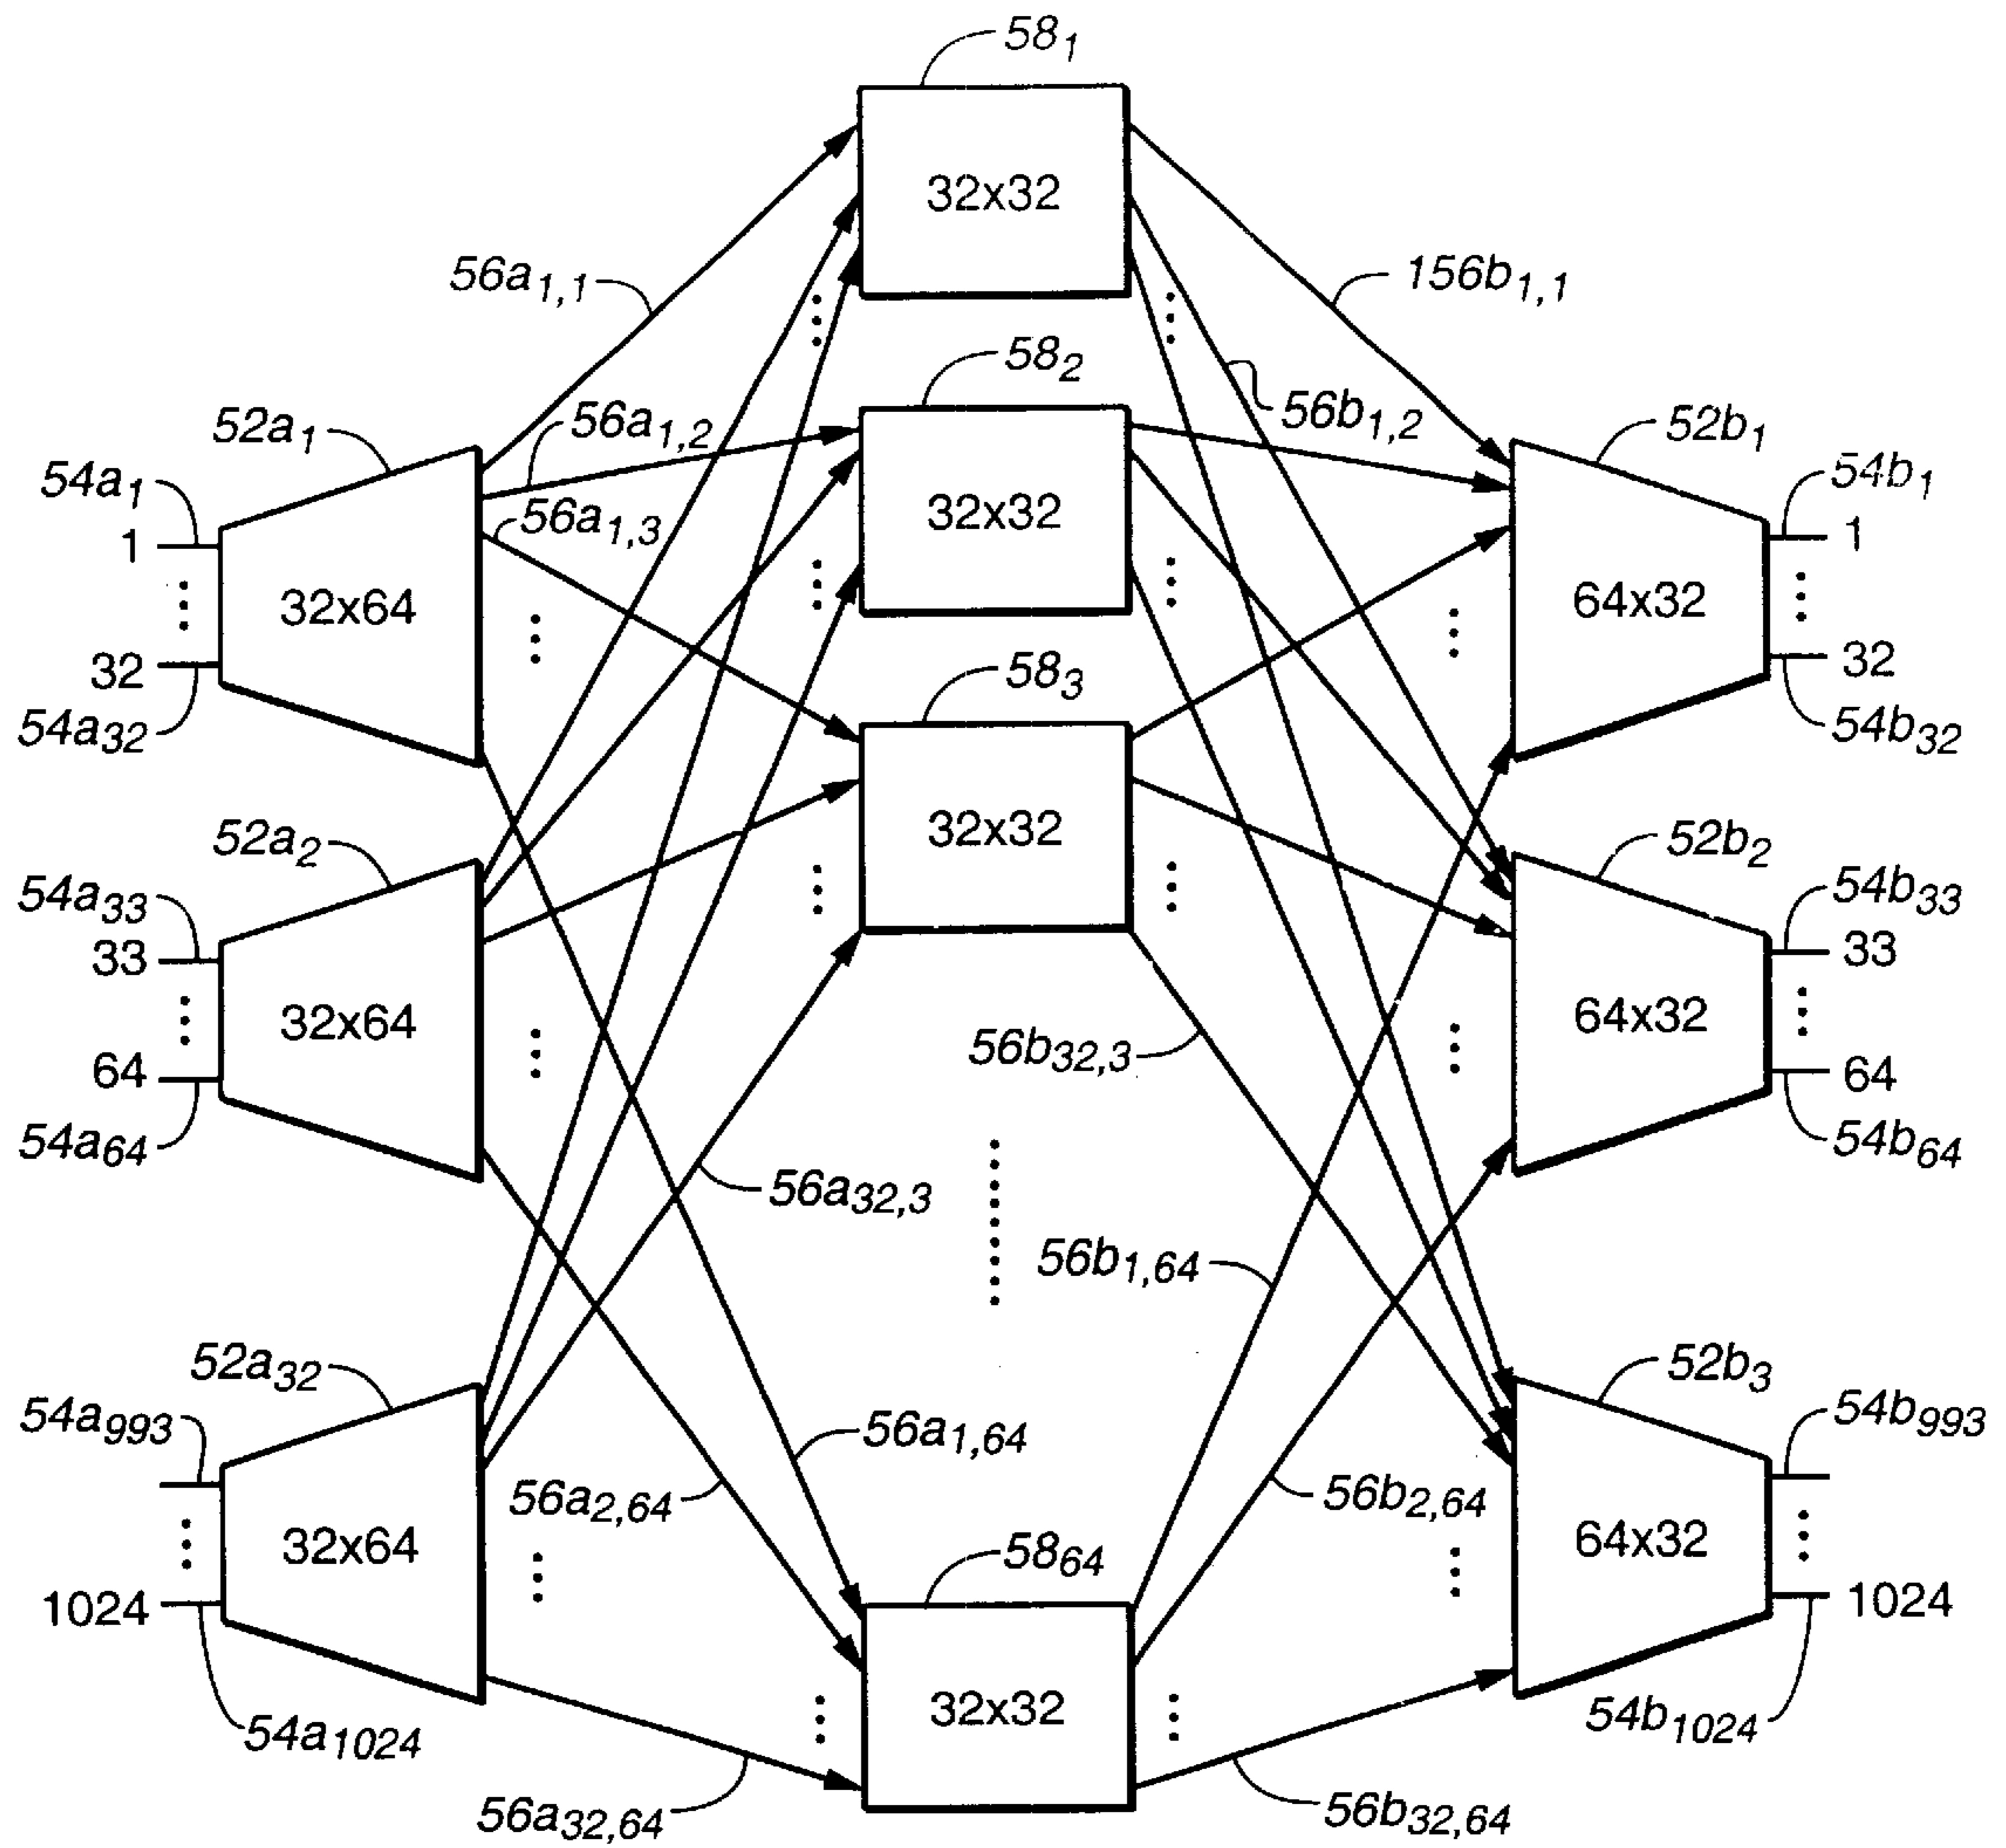 58₁
32x32
56a₁,₁
156b₁,₁
58₂
56a₁,₂
56b₁,₂
52a₁
52b₁
54a₁
54b₁
32x32
56a₁,₃
1
1
32x64
64x32
32
32
58₃
54a₃₂
54b₃₂
32x32
52a₂
52b₂
54a₃₃
54b₃₃
33
33
32x64
64x32
56b₃₂,₃
64
64
54a₆₄
54b₆₄
56a₃₂,₃
56b₁,₆₄
52a₃₂
52b₃
54a₉₉₃
54b₉₉₃
56a₁,₆₄
56a₂,₆₄
56b₂,₆₄
32x64
64x32
58₆₄
1024
1024
32x32
54a₁₀₂₄
54b₁₀₂₄
56a₃₂,₆₄
56b₃₂,₆₄